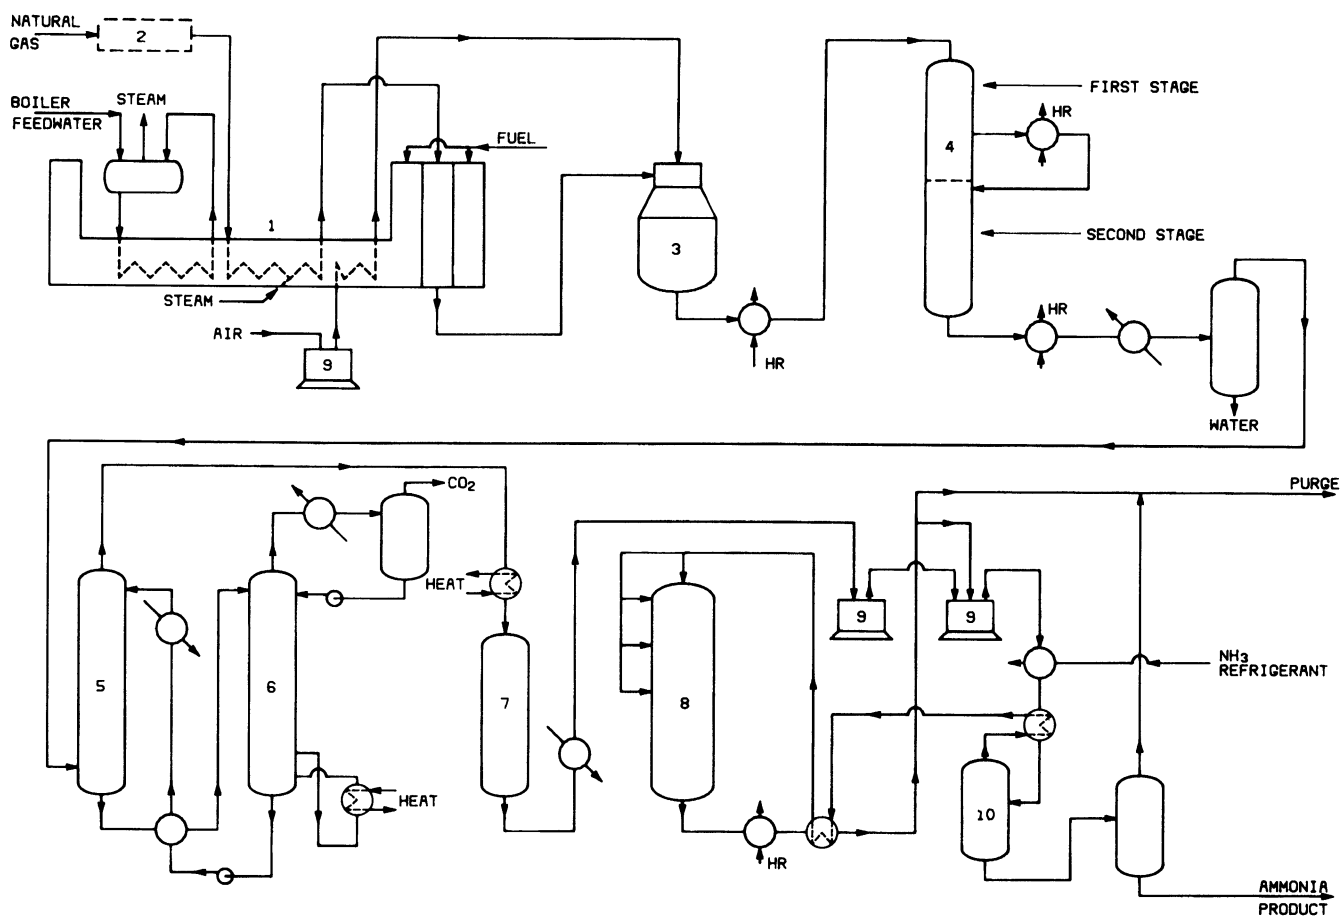 NATURAL
GAS
2
BOILER
FEEDWATER
STEAM
FUEL
1
STEAM
AIR
9
3
HR
4
FIRST STAGE
HR
SECOND STAGE
HR
WATER
CO2
HEAT
5
6
HEAT
7
8
HR
9
9
PURGE
NH3
REFRIGERANT
10
AMMONIA
PRODUCT